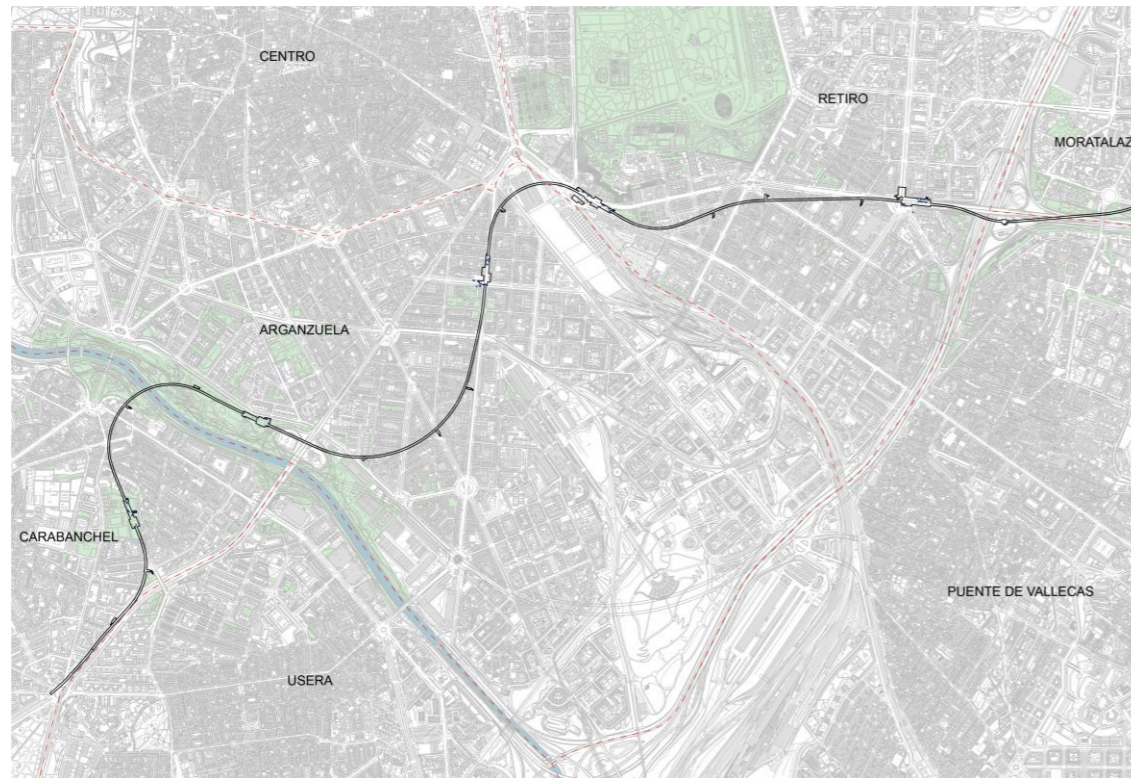 CENTRO
RETIRO
MORATALAZ
ARGANZUELA
CARABANCHEL
PUENTE DE VALLECAS
USERA